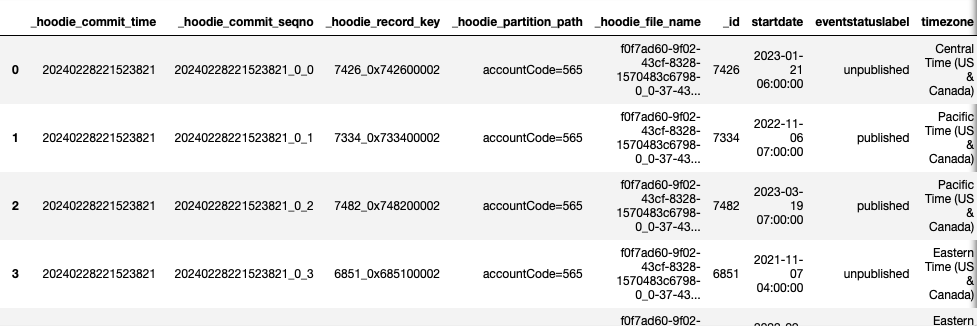 _hoodie_commit_time _hoodie_commit_seqno _hoodie_record_key _hoodie_partition_path _hoodie_file_name _id startdate eventstatuslabel timezone
0 20240228221523821 20240228221523821_0_0 7426_0x742600002 accountCode=565 f0f7ad60-9f02-43cf-8328-1570483c6798-0_0-37-43... 7426 2023-01-21 06:00:00 unpublished Central Time (US & Canada)
1 20240228221523821 20240228221523821_0_1 7334_0x733400002 accountCode=565 f0f7ad60-9f02-43cf-8328-1570483c6798-0_0-37-43... 7334 2022-11-06 07:00:00 published Pacific Time (US & Canada)
2 20240228221523821 20240228221523821_0_2 7482_0x748200002 accountCode=565 f0f7ad60-9f02-43cf-8328-1570483c6798-0_0-37-43... 7482 2023-03-19 07:00:00 published Pacific Time (US & Canada)
3 20240228221523821 20240228221523821_0_3 6851_0x685100002 accountCode=565 f0f7ad60-9f02-43cf-8328-1570483c6798-0_0-37-43... 6851 2021-11-07 04:00:00 unpublished Eastern Time (US & Canada)
f0f7ad60-9f02- Eastern